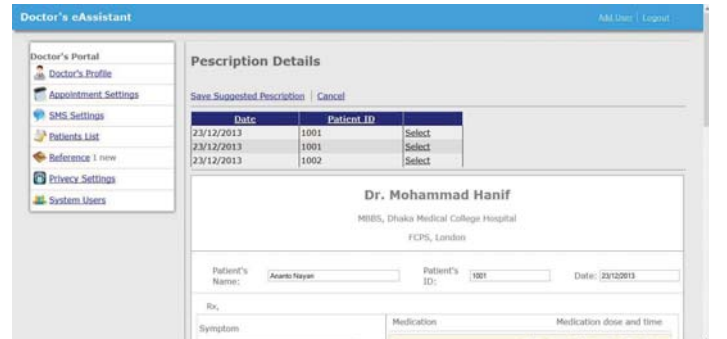 Doctor's eAssistant
Add User | Logout
Doctor's Portal
Doctor's Profile
Appointment Settings
SMS Settings
Patients List
Reference 1 new
Privacy Settings
System Users
Pescription Details
Save Suggested Pescription | Cancel
Date Patient ID
23/12/2013 1001 Select
23/12/2013 1001 Select
23/12/2013 1002 Select
Dr. Mohammad Hanif
MBBS, Dhaka Medical College Hospital
FCPS, London
Patient's Name: Ananto Nayan Patient's ID: 1001 Date: 23/12/2013
Rx,
Symptom
Medication Medication dose and time